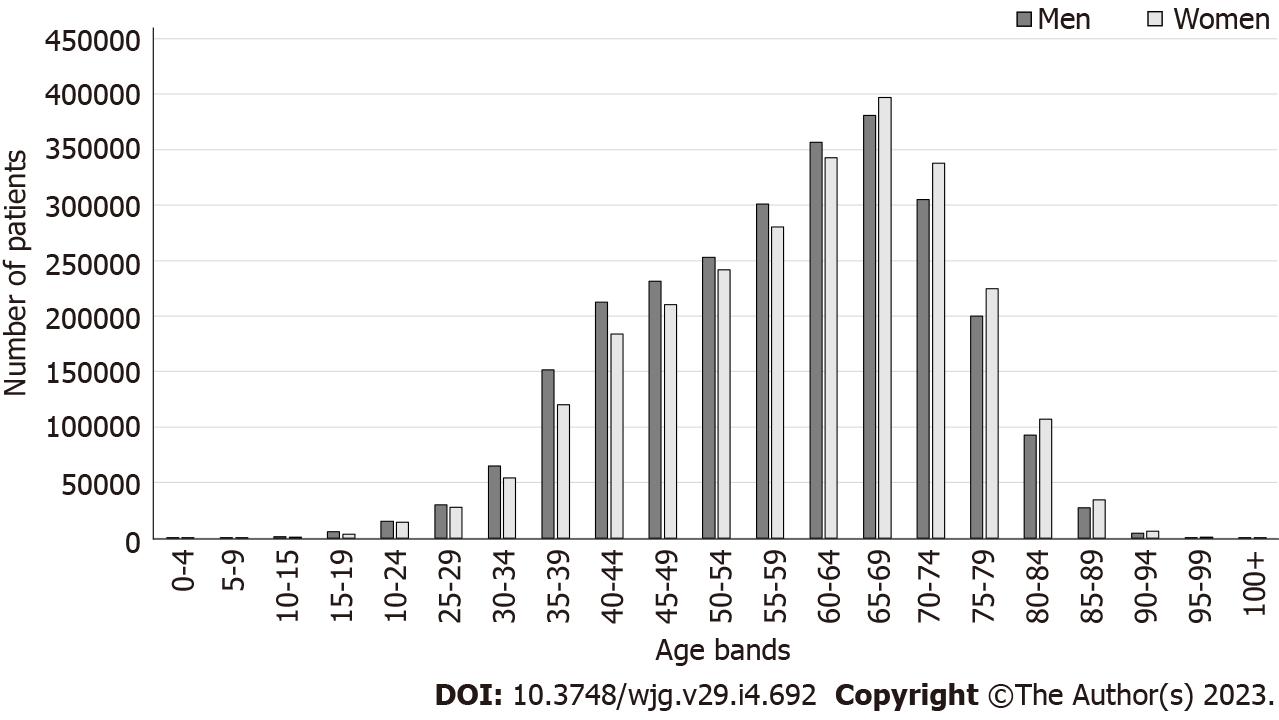 Men Women
450000
400000
350000
300000
250000
200000
150000
100000
50000
0
Number of patients
0-4 5-9 10-15 15-19 10-24 25-29 30-34 35-39 40-44 45-49 50-54 55-59 60-64 65-69 70-74 75-79 80-84 85-89 90-94 95-99 100+
Age bands
DOI: 10.3748/wjg.v29.i4.692 Copyright ©The Author(s) 2023.